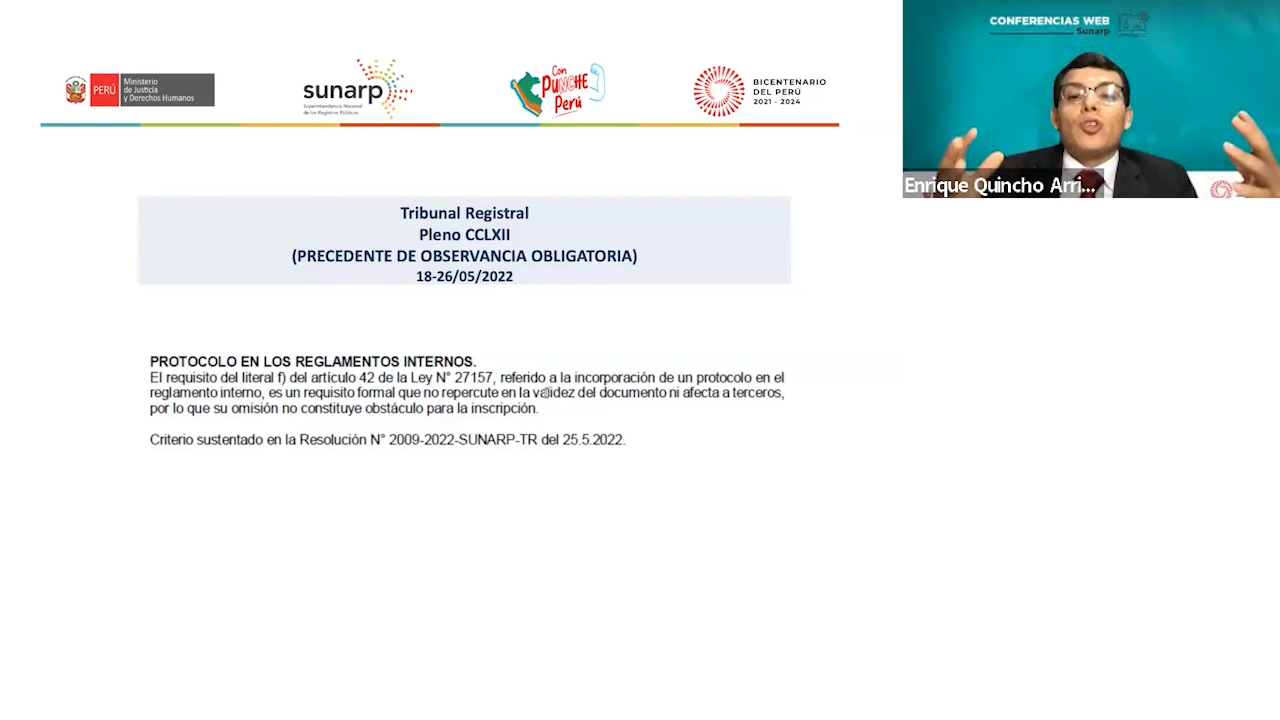 PERÚ
Ministerio
de Justicia
y Derechos Humanos
sunarp
Superintendencia Nacional
de los Registros Públicos
Con
PUNCHE
Perú
BICENTENARIO
DEL PERÚ
2021 - 2024
CONFERENCIAS WEB
Sunarp
Enrique Quincho Arri...
Tribunal Registral
Pleno CCLXII
(PRECEDENTE DE OBSERVANCIA OBLIGATORIA)
18-26/05/2022
PROTOCOLO EN LOS REGLAMENTOS INTERNOS.
El requisito del literal f) del artículo 42 de la Ley N° 27157, referido a la incorporación de un protocolo en el
reglamento interno, es un requisito formal que no repercute en la validez del documento ni afecta a terceros,
por lo que su omisión no constituye obstáculo para la inscripción.
Criterio sustentado en la Resolución N° 2009-2022-SUNARP-TR del 25.5.2022.